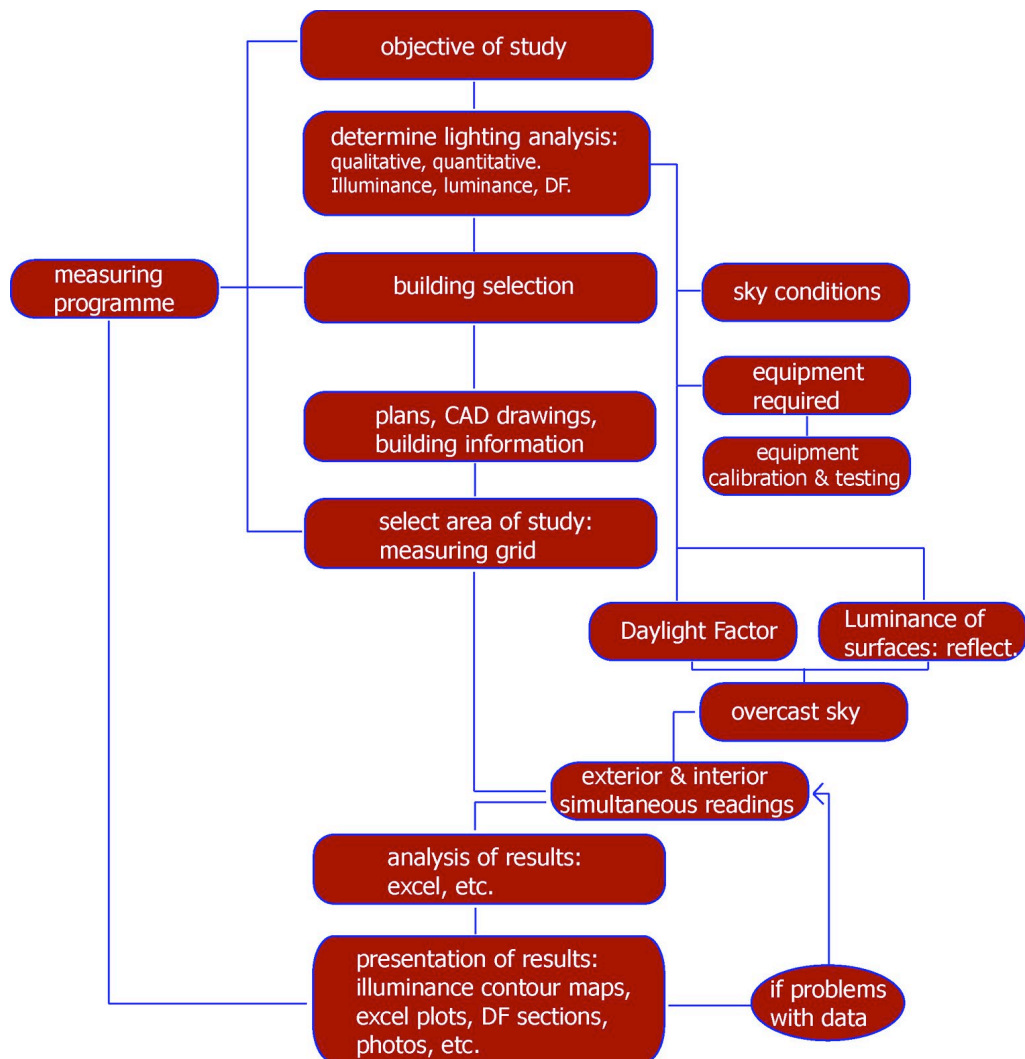 objective of study
determine lighting analysis:
qualitative, quantitative.
Illuminance, luminance, DF.
measuring
programme
building selection
sky conditions
equipment
required
plans, CAD drawings,
building information
equipment
calibration & testing
select area of study:
measuring grid
Daylight Factor
Luminance of
surfaces: reflect.
overcast sky
exterior & interior
simultaneous readings
analysis of results:
excel, etc.
presentation of results:
illuminance contour maps,
excel plots, DF sections,
photos, etc.
if problems
with data